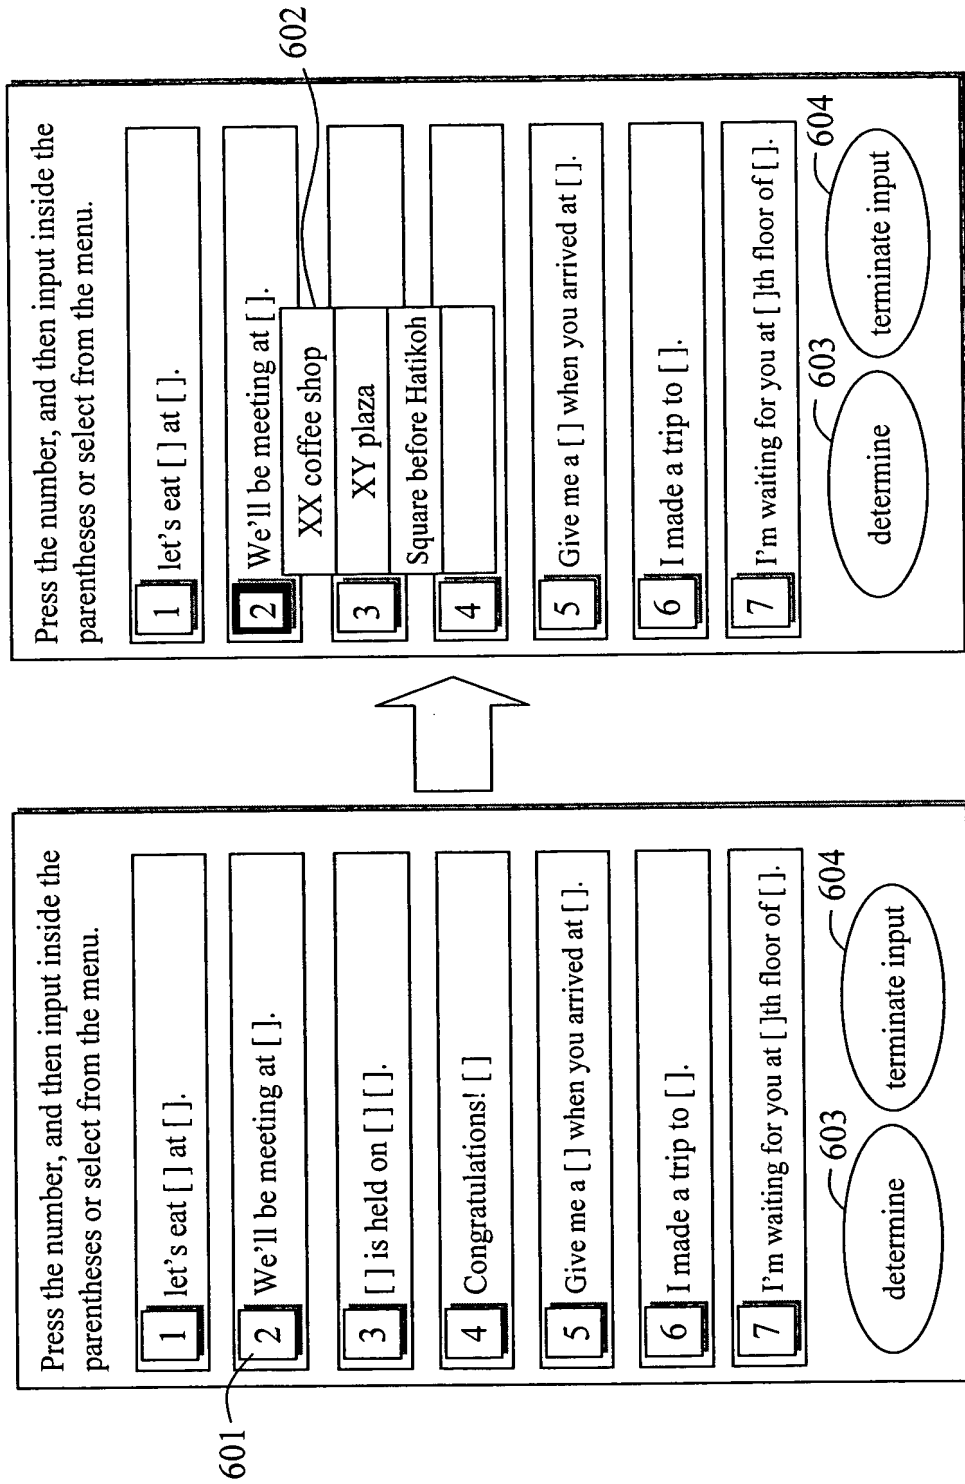 Press the number, and then input inside the
parentheses or select from the menu.
1 let's eat [ ] at [ ].
601
2 We'll be meeting at [ ].
3 [ ] is held on [ ] [ ].
4 Congratulations! [ ]
5 Give me a [ ] when you arrived at [ ].
6 I made a trip to [ ].
7 I'm waiting for you at [ ]th floor of [ ].
603
604
determine
terminate input
Press the number, and then input inside the
parentheses or select from the menu.
1 let's eat [ ] at [ ].
2 We'll be meeting at [ ].
602
XX coffee shop
3
XY plaza
Square before Hatikoh
4
5 Give me a [ ] when you arrived at [ ].
6 I made a trip to [ ].
7 I'm waiting for you at [ ]th floor of [ ].
603
604
determine
terminate input